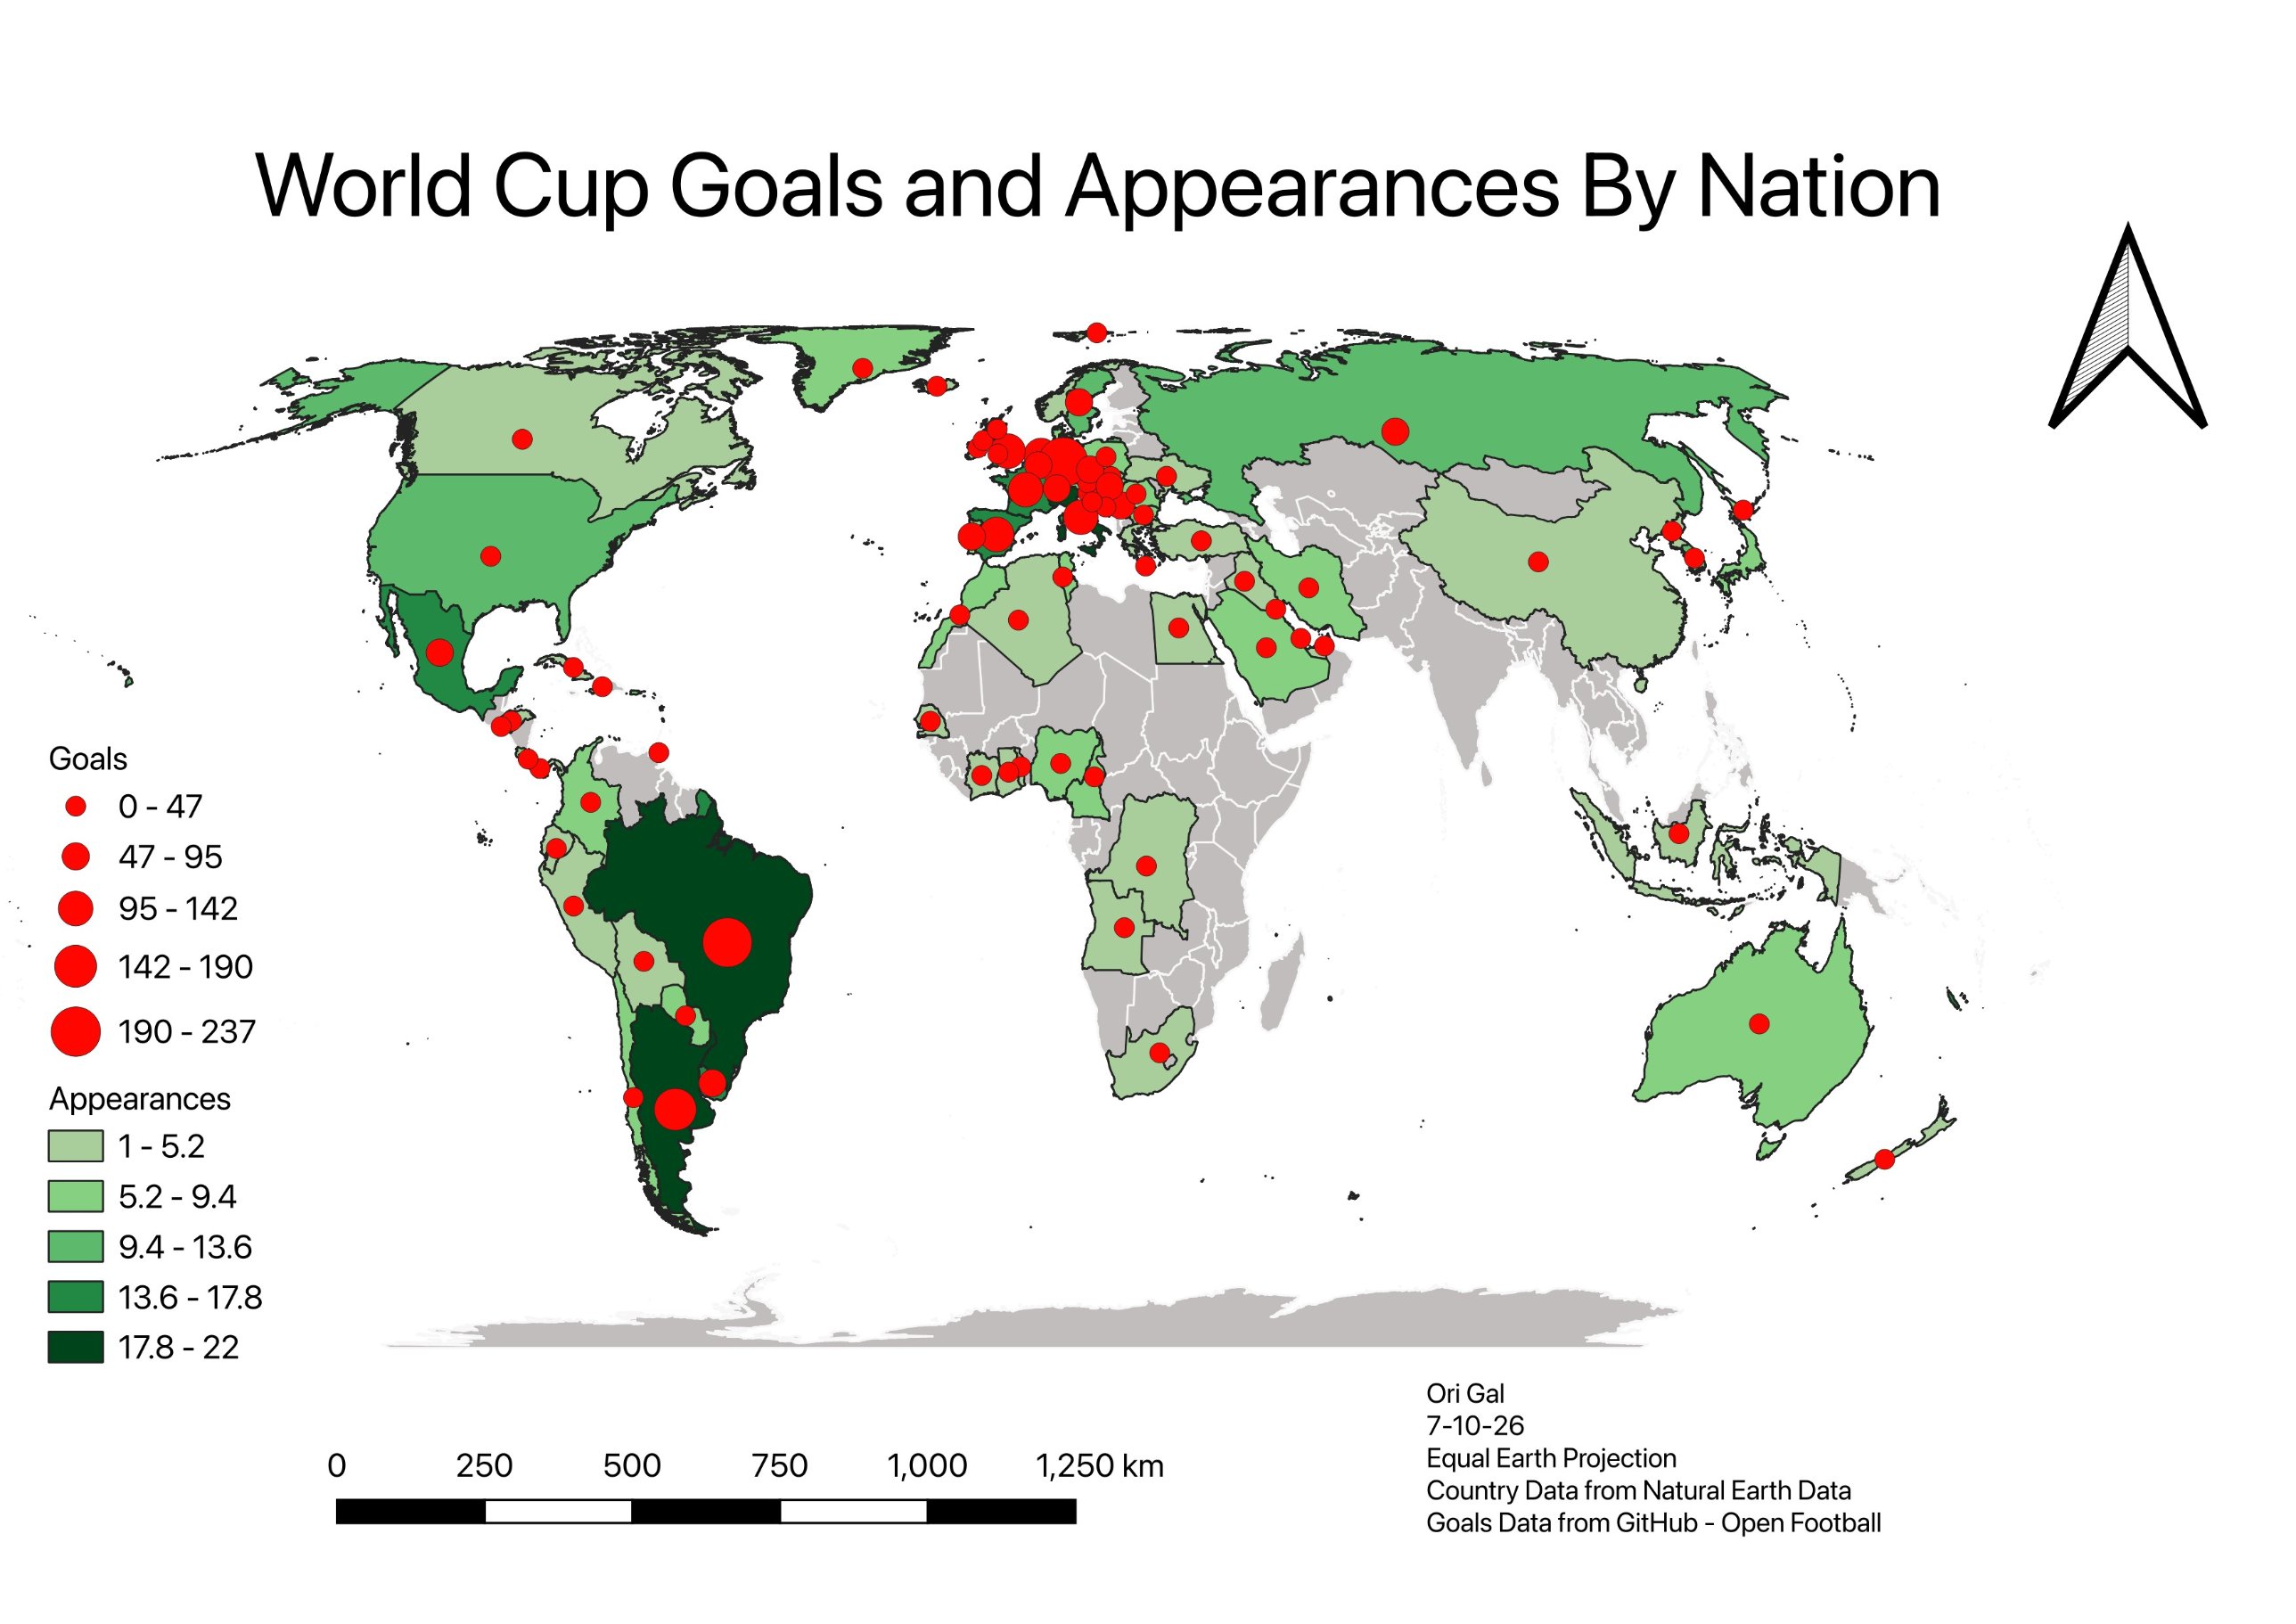 World Cup Goals and Appearances By Nation
Goals
0 - 47
47 - 95
95 - 142
142 - 190
190 - 237
Appearances
1 - 5.2
5.2 - 9.4
9.4 - 13.6
13.6 - 17.8
17.8 - 22
0 250 500 750 1,000 1,250 km
Ori Gal
7-10-26
Equal Earth Projection
Country Data from Natural Earth Data
Goals Data from GitHub - Open Football